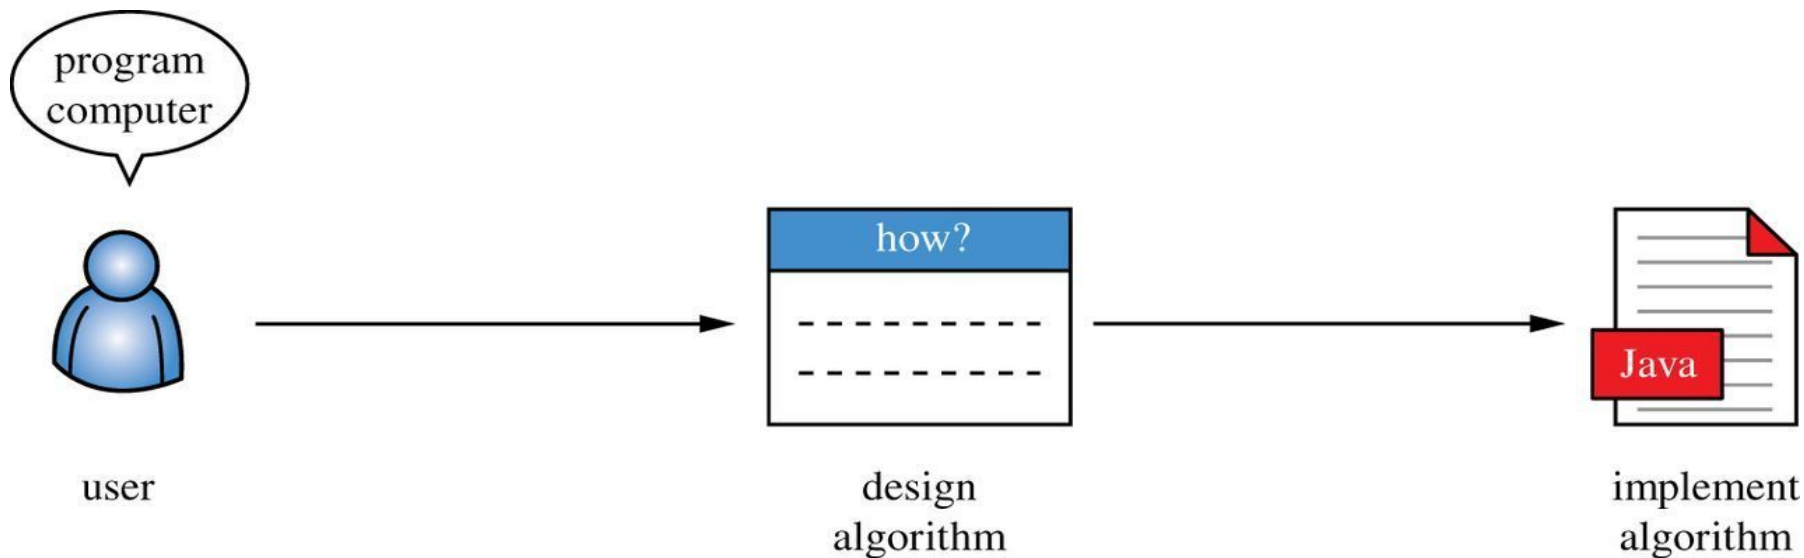 program
computer
how?
Java
user
design
algorithm
implement
algorithm